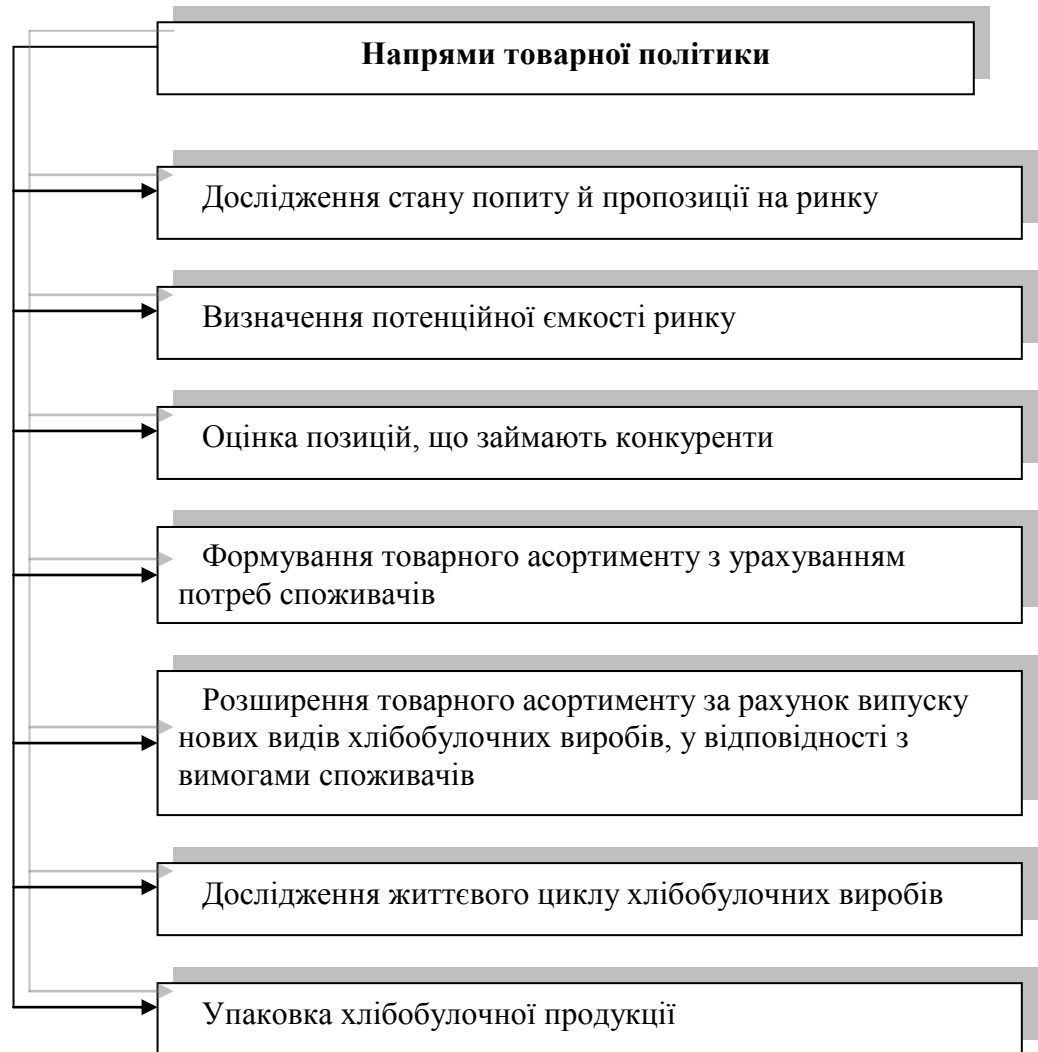 Напрями товарної політики
Дослідження стану попиту й пропозиції на ринку
Визначення потенційної ємкості ринку
Оцінка позицій, що займають конкуренти
Формування товарного асортименту з урахуванням
потреб споживачів
Розширення товарного асортименту за рахунок випуску
нових видів хлібобулочних виробів, у відповідності з
вимогами споживачів
Дослідження життєвого циклу хлібобулочних виробів
Упаковка хлібобулочної продукції